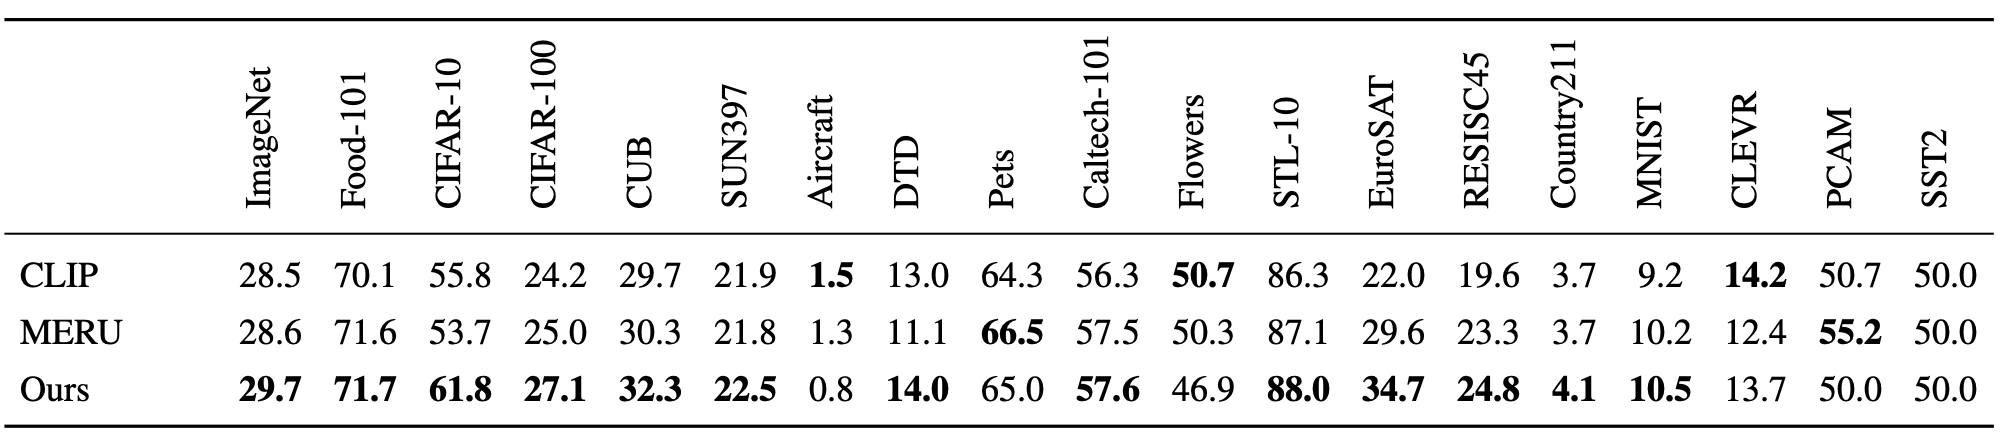 ImageNet Food-101 CIFAR-10 CIFAR-100 CUB SUN397 Aircraft DTD Pets Caltech-101 Flowers STL-10 EuroSAT RESISC45 Country211 MNIST CLEVR PCAM SST2
CLIP 28.5 70.1 55.8 24.2 29.7 21.9 1.5 13.0 64.3 56.3 50.7 86.3 22.0 19.6 3.7 9.2 14.2 50.7 50.0
MERU 28.6 71.6 53.7 25.0 30.3 21.8 1.3 11.1 66.5 57.5 50.3 87.1 29.6 23.3 3.7 10.2 12.4 55.2 50.0
Ours 29.7 71.7 61.8 27.1 32.3 22.5 0.8 14.0 65.0 57.6 46.9 88.0 34.7 24.8 4.1 10.5 13.7 50.0 50.0